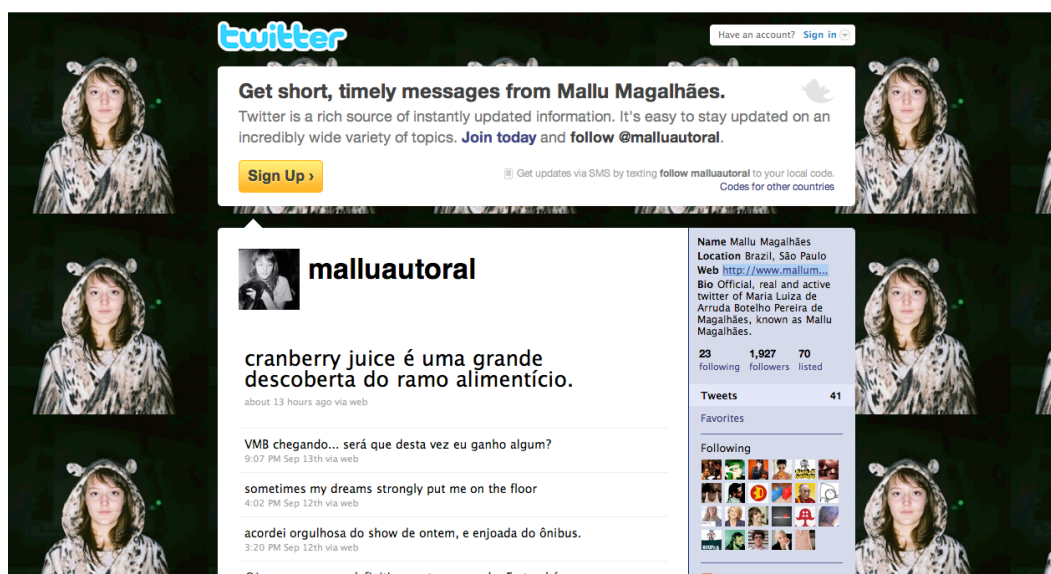 twitter
Have an account? Sign in
Get short, timely messages from Mallu Magalhães.
Twitter is a rich source of instantly updated information. It's easy to stay updated on an
incredibly wide variety of topics. Join today and follow @malluautoral.
Sign Up ›
Get updates via SMS by texting follow malluautoral to your local code.
Codes for other countries
malluautoral
cranberry juice é uma grande
descoberta do ramo alimentício.
about 13 hours ago via web
VMB chegando... será que desta vez eu ganho algum?
9:07 PM Sep 13th via web
sometimes my dreams strongly put me on the floor
4:02 PM Sep 12th via web
acordei orgulhosa do show de ontem, e enjoada do ônibus.
3:20 PM Sep 12th via web
Name Mallu Magalhães
Location Brazil, São Paulo
Web http://www.mallum...
Bio Official, real and active
twitter of Maria Luiza de
Arruda Botelho Pereira de
Magalhães, known as Mallu
Magalhães.
23 1,927 70
following followers listed
Tweets 41
Favorites
Following